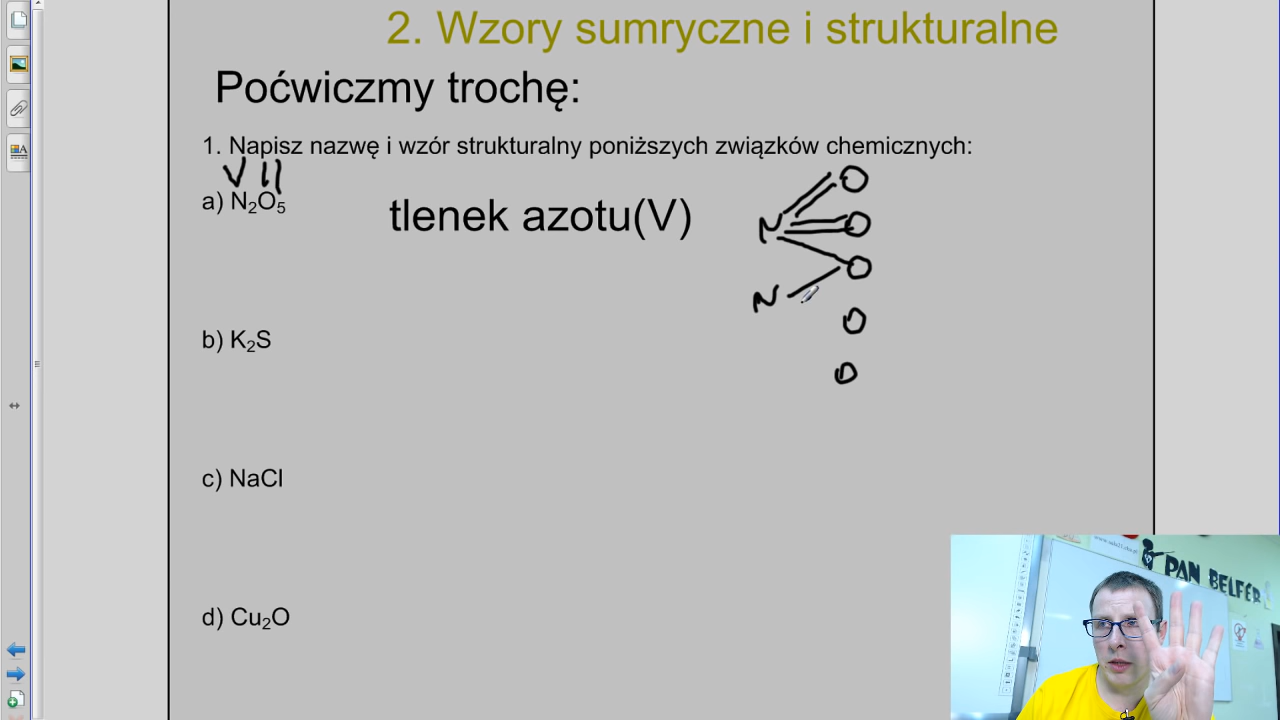 2. Wzory sumryczne i strukturalne
Poćwiczmy trochę:
1. Napisz nazwę i wzór strukturalny poniższych związków chemicznych:
V II
a) N₂O₅
tlenek azotu(V)
O
N O
O
N
O
O
b) K₂S
c) NaCl
d) Cu₂O
PAN BELFER